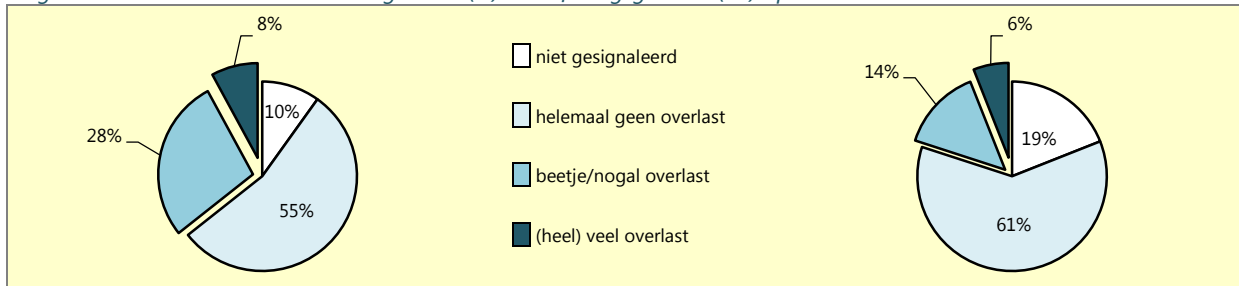 8%
6%
niet gesignaleerd
14%
10%
helemaal geen overlast
28%
19%
beetje/nogal overlast
55%
61%
(heel) veel overlast